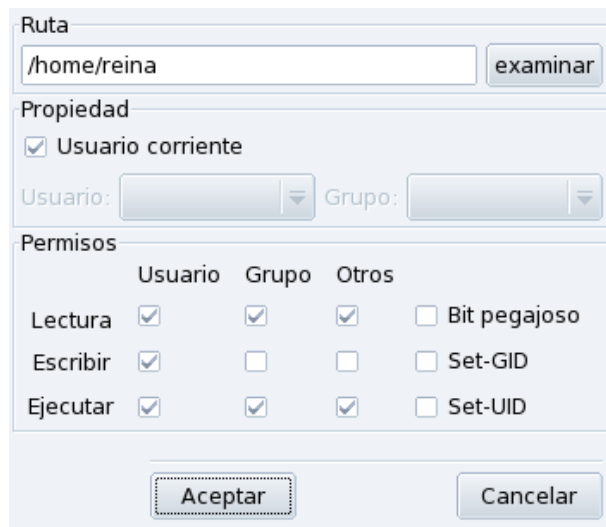 Ruta
/home/reina examinar
Propiedad
Usuario corriente
Usuario: Grupo:
Permisos
Usuario Grupo Otros
Lectura Bit pegajoso
Escribir Set-GID
Ejecutar Set-UID
Aceptar Cancelar